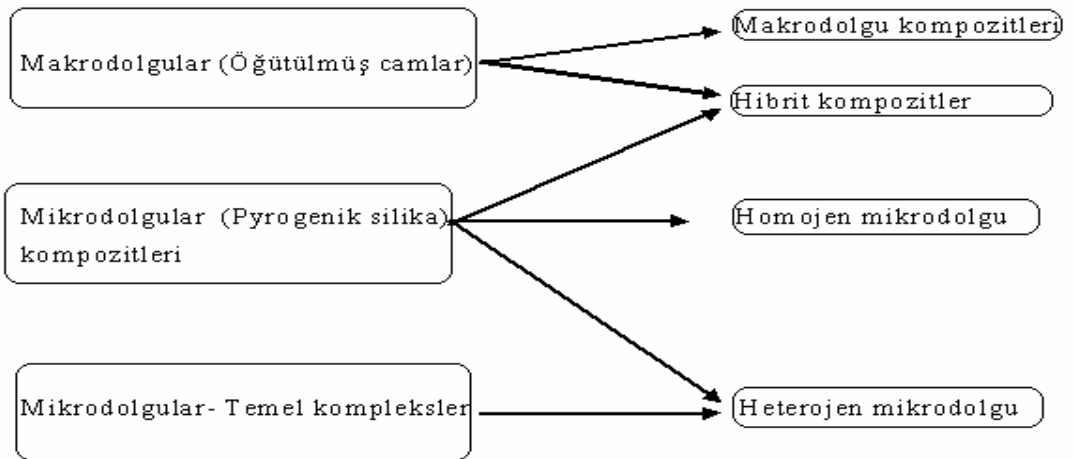 Makrodolgular (Öğütülmüş camlar)
Makrodolgu kompozitleri
Hibrit kompozitler
Mikrodolgular (Pyrogenik silika)
kompozitleri
Homojen mikrodolgu
Mikrodolgular- Temel kompleksler
Heterojen mikrodolgu